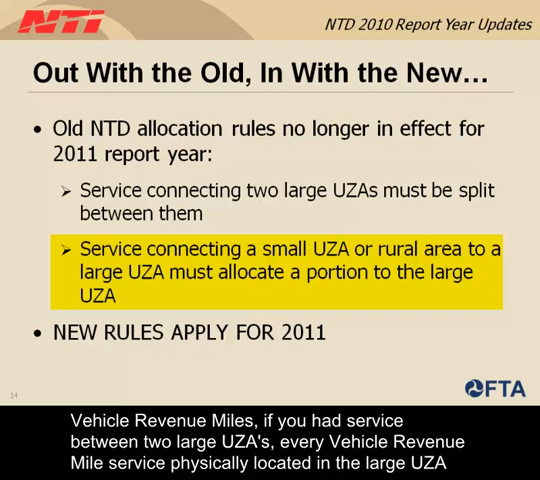 NTI
NTD 2010 Report Year Updates
Out With the Old, In With the New...
• Old NTD allocation rules no longer in effect for
2011 report year:
➢ Service connecting two large UZAs must be split
between them
➢ Service connecting a small UZA or rural area to a
large UZA must allocate a portion to the large
UZA
• NEW RULES APPLY FOR 2011
14
FTA
Vehicle Revenue Miles, if you had service
between two large UZA's, every Vehicle Revenue
Mile service physically located in the large UZA